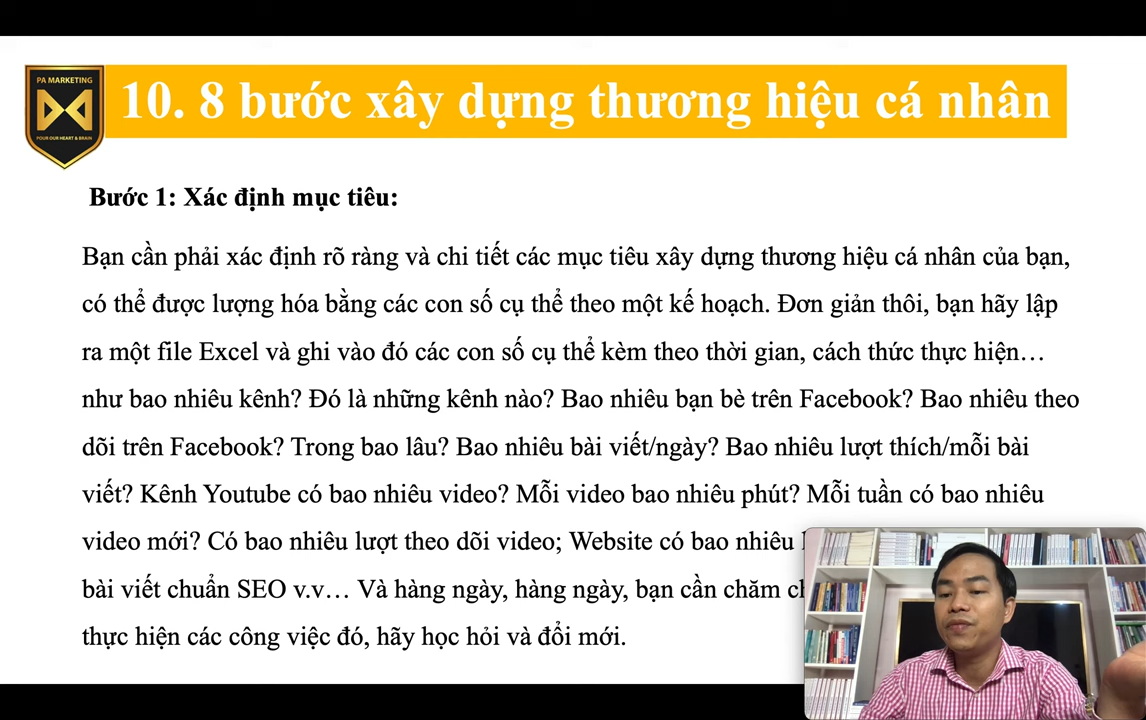 PA MARKETING
POUR OUR HEART & BRAIN
10. 8 bước xây dựng thương hiệu cá nhân
Bước 1: Xác định mục tiêu:
Bạn cần phải xác định rõ ràng và chi tiết các mục tiêu xây dựng thương hiệu cá nhân của bạn,
có thể được lượng hóa bằng các con số cụ thể theo một kế hoạch. Đơn giản thôi, bạn hãy lập
ra một file Excel và ghi vào đó các con số cụ thể kèm theo thời gian, cách thức thực hiện…
như bao nhiêu kênh? Đó là những kênh nào? Bao nhiêu bạn bè trên Facebook? Bao nhiêu theo
dõi trên Facebook? Trong bao lâu? Bao nhiêu bài viết/ngày? Bao nhiêu lượt thích/mỗi bài
viết? Kênh Youtube có bao nhiêu video? Mỗi video bao nhiêu phút? Mỗi tuần có bao nhiêu
video mới? Có bao nhiêu lượt theo dõi video; Website có bao nhiêu
bài viết chuẩn SEO v.v… Và hàng ngày, hàng ngày, bạn cần chăm
thực hiện các công việc đó, hãy học hỏi và đổi mới.